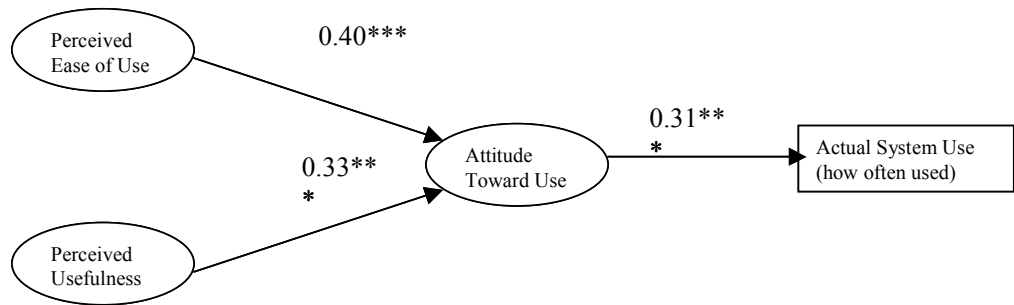 Perceived
Ease of Use
0.40***
0.31**
*
Actual System Use
(how often used)
Attitude
Toward Use
0.33**
*
Perceived
Usefulness